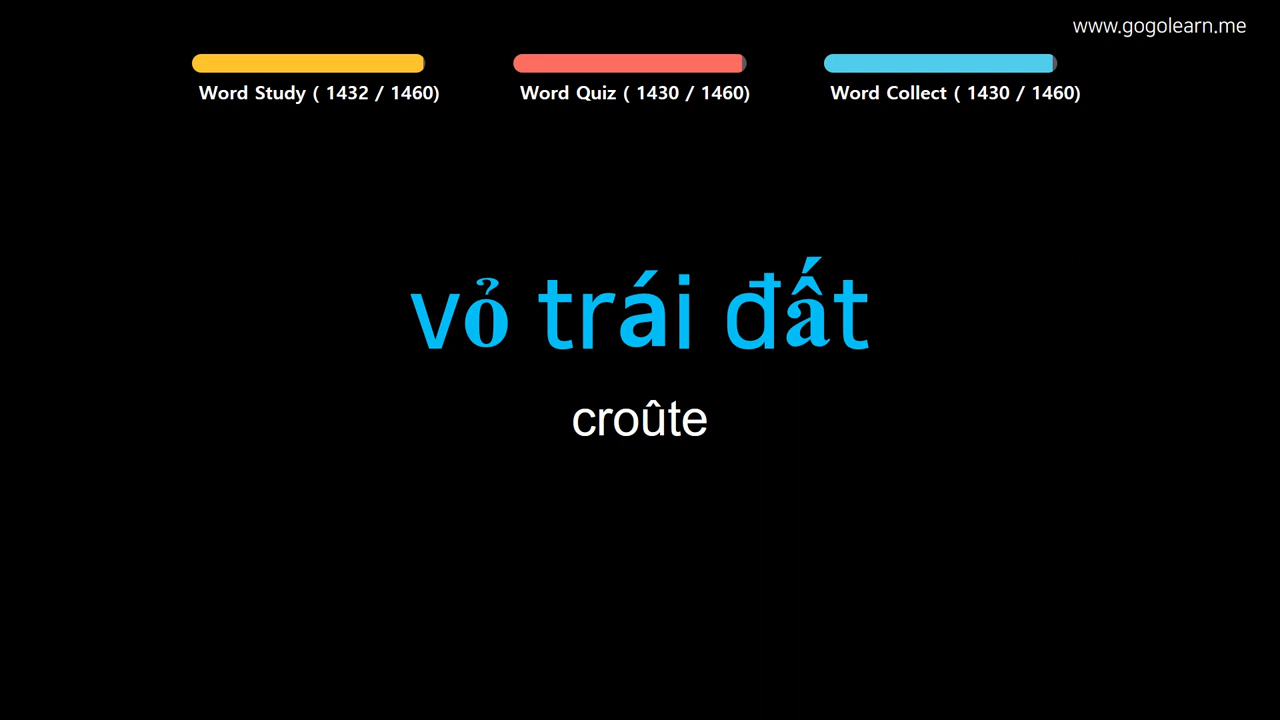 www.gogolearn.me
Word Study ( 1432 / 1460)
Word Quiz ( 1430 / 1460)
Word Collect ( 1430 / 1460)
vỏ trái đất
croûte